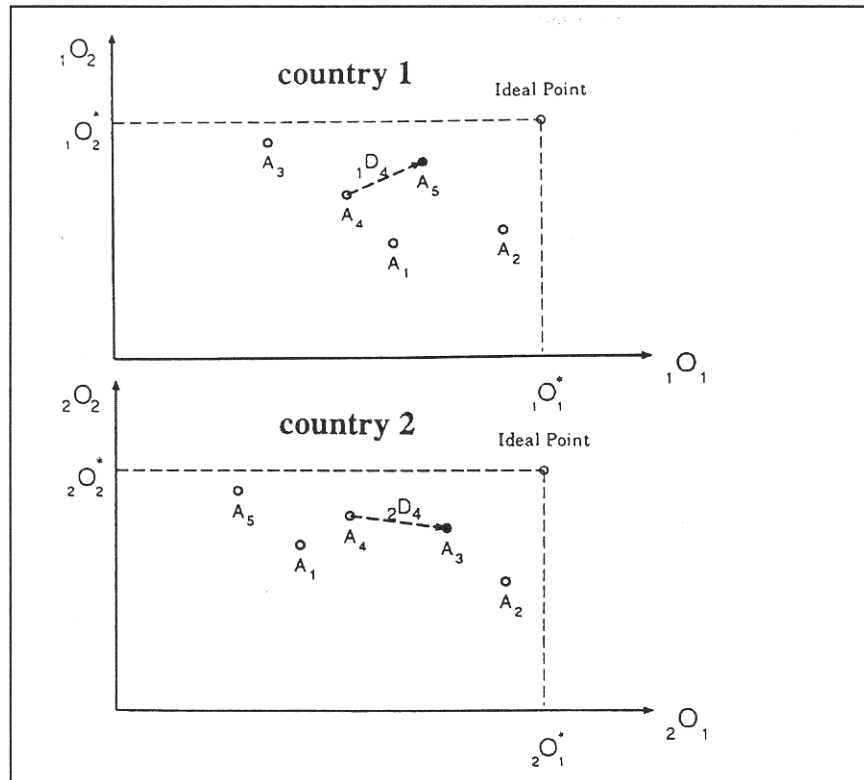 ₁O₂
country 1
Ideal Point
₁O₂*
A₃
₁D₄
A₅
A₄
A₁
A₂
₁O₁
₁O₁*
₂O₂
country 2
Ideal Point
₂O₂*
A₅
₂D₄
A₄
A₃
A₁
A₂
₂O₁
₂O₁*